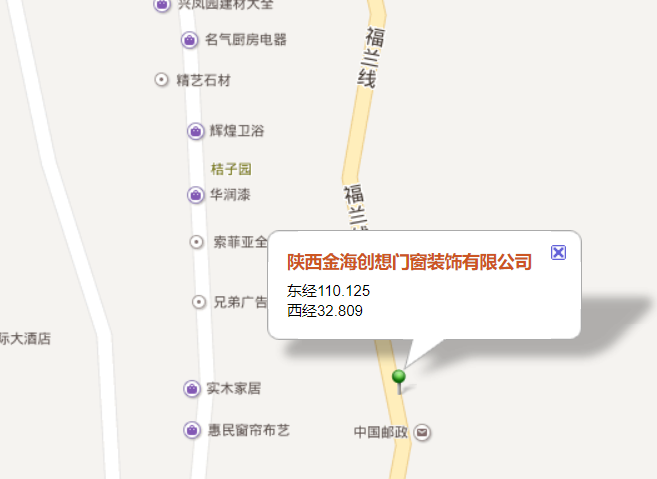 兴凤园建材大全
名气厨房电器
福兰线
精艺石材
辉煌卫浴
桔子园
华润漆
福兰线
索菲亚全
陕西金海创想门窗装饰有限公司
东经110.125
西经32.809
兄弟广告
际大酒店
实木家居
惠民窗帘布艺
中国邮政